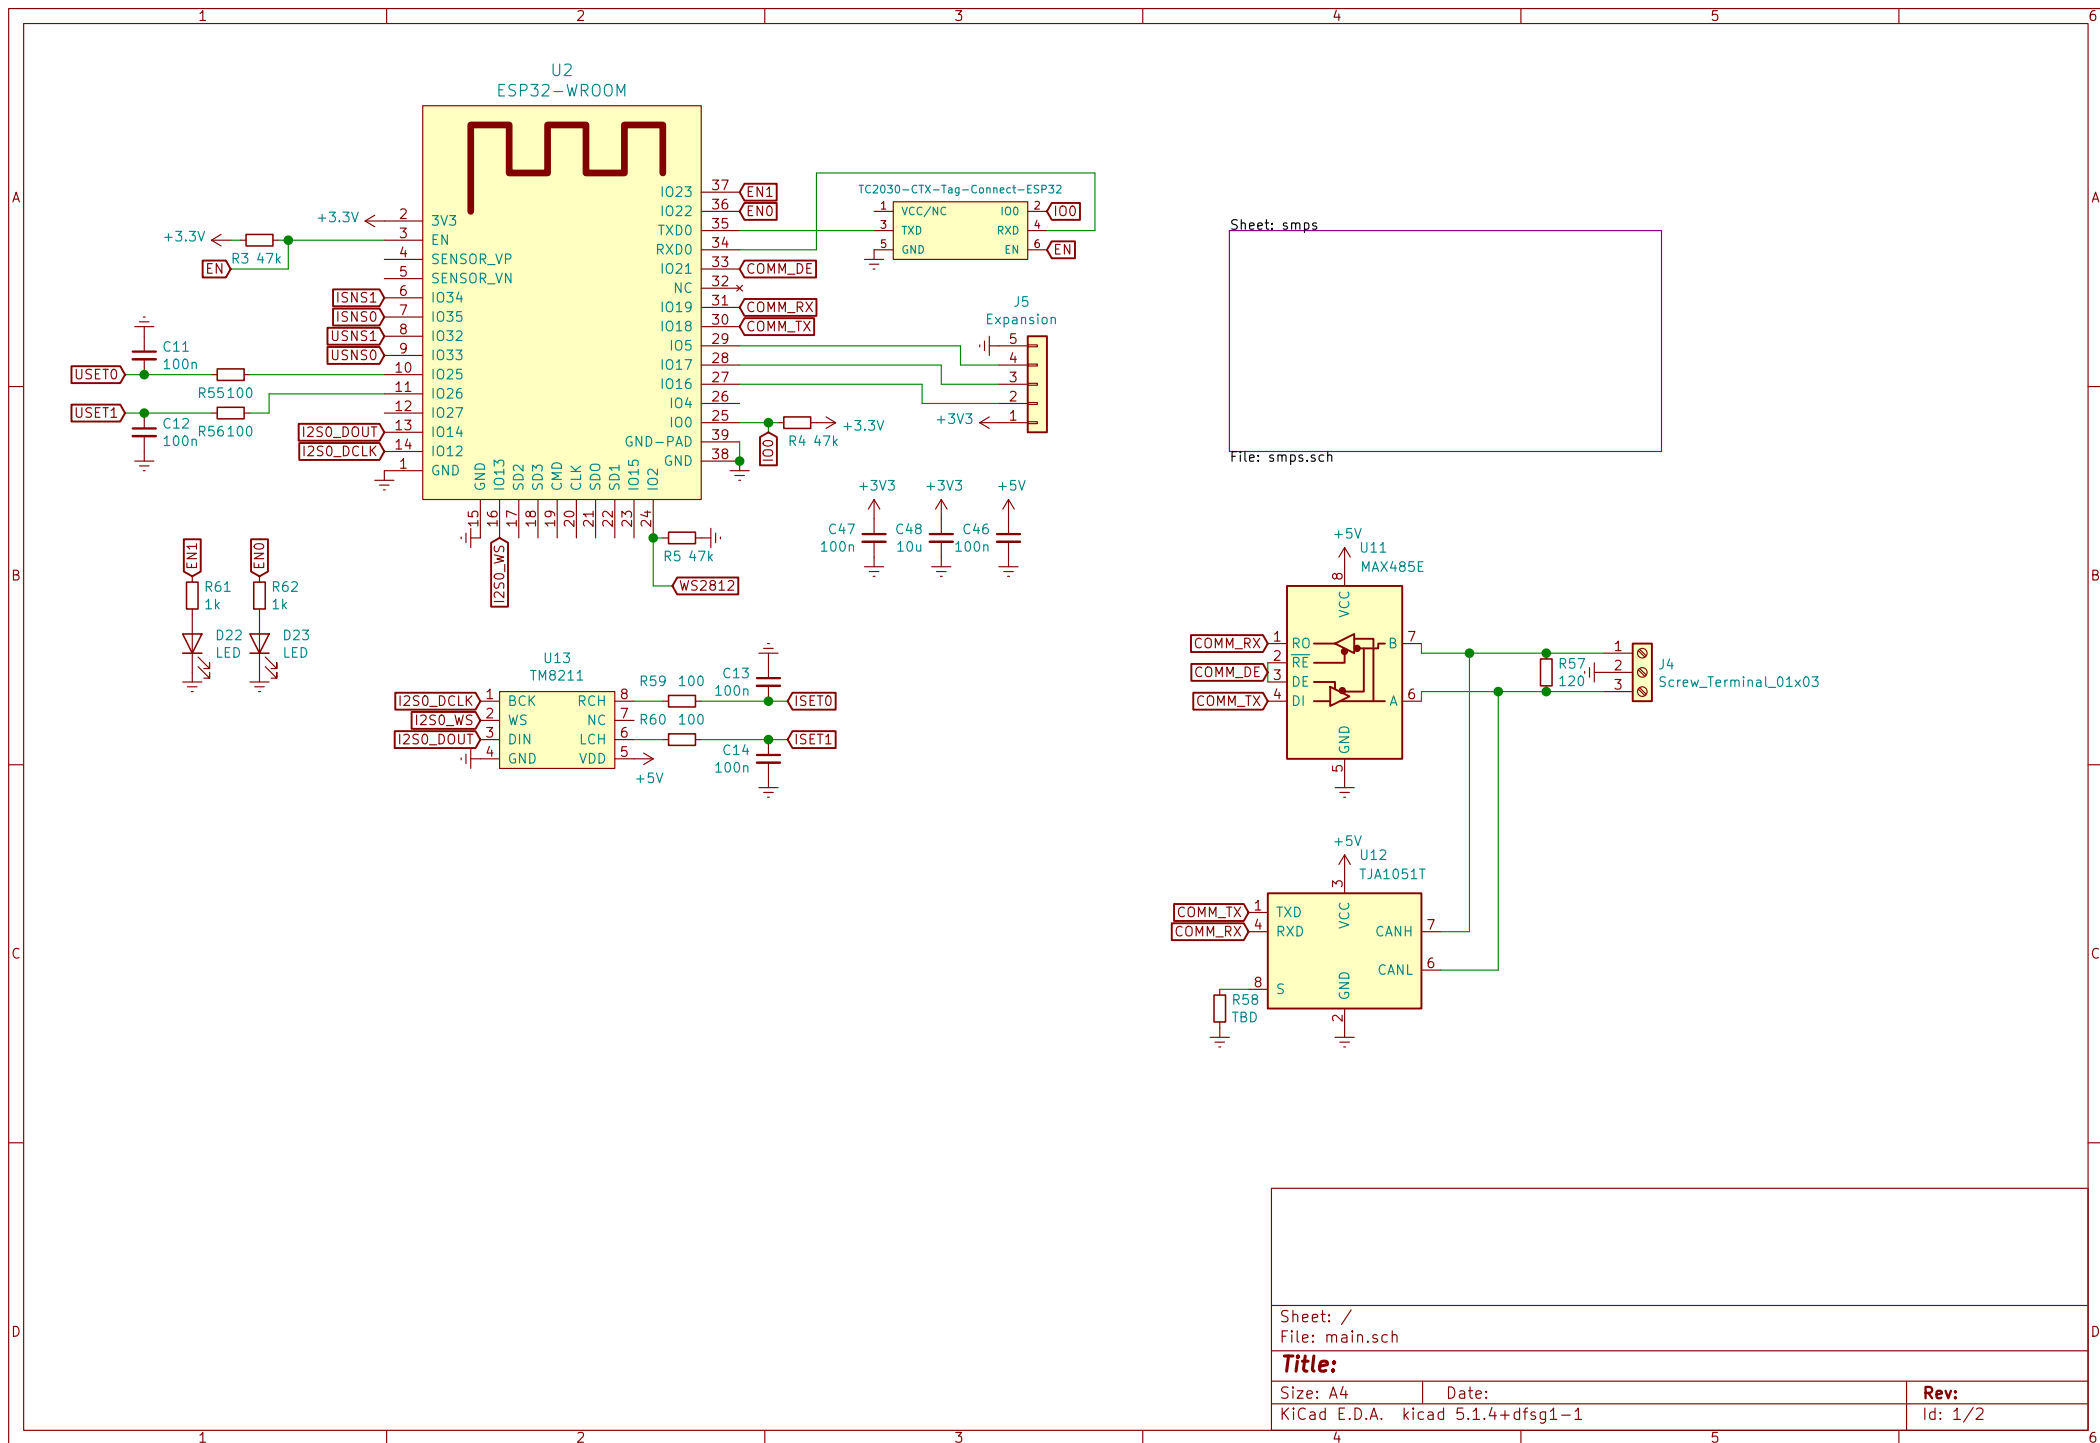 1 2 3 4 5 6
A
B
C
D
A
B
C
D
1 2 3 4 5 6
U2
ESP32-WROOM
2 3V3
3 EN
4 SENSOR_VP
5 SENSOR_VN
6 IO34
7 IO35
8 IO32
9 IO33
10 IO25
11 IO26
12 IO27
13 IO14
14 IO12
1 GND
IO23 37
IO22 36
TXD0 35
RXD0 34
IO21 33
NC 32
IO19 31
IO18 30
IO5 29
IO17 28
IO16 27
IO4 26
IO0 25
GND-PAD 39
GND 38
GND IO13 SD2 SD3 CMD CLK SDO SD1 IO15 IO2
15 16 17 18 19 20 21 22 23 24
+3.3V
+3.3V
R3 47k
EN
ISNS1
ISNS0
USNS1
USNS0
C11
100n
USET0
R55 100
USET1
C12
100n
R56 100
I2S0_DOUT
I2S0_DCLK
EN1
EN0
COMM_DE
COMM_RX
COMM_TX
IO0
R4 47k
+3.3V
I2S0_WS
R5 47k
WS2812
TC2030-CTX-Tag-Connect-ESP32
1 VCC/NC IO0 2 IO0
3 TXD RXD 4
5 GND EN 6 EN
J5
Expansion
5
4
3
2
+3V3 1
+3V3 +3V3 +5V
C47
100n
C48
10u
C46
100n
EN1
R61
1k
D22
LED
EN0
R62
1k
D23
LED
U13
TM8211
I2S0_DCLK 1 BCK RCH 8
I2S0_WS 2 WS NC 7
I2S0_DOUT 3 DIN LCH 6
4 GND VDD 5
+5V
R59 100
R60 100
C13
100n
ISET0
ISET1
C14
100n
Sheet: smps
File: smps.sch
+5V
U11
MAX485E
8
VCC
COMM_RX 1 RO B 7
2 RE
COMM_DE
3 DE
COMM_TX 4 DI A 6
GND
5
R57
120
1
2
3
J4
Screw_Terminal_01x03
+5V
U12
TJA1051T
3
VCC
COMM_TX 1 TXD
COMM_RX 4 RXD CANH 7
CANL 6
8 S
GND
2
R58
TBD
Sheet: /
File: main.sch
Title:
Size: A4 Date: Rev:
KiCad E.D.A. kicad 5.1.4+dfsg1-1 Id: 1/2